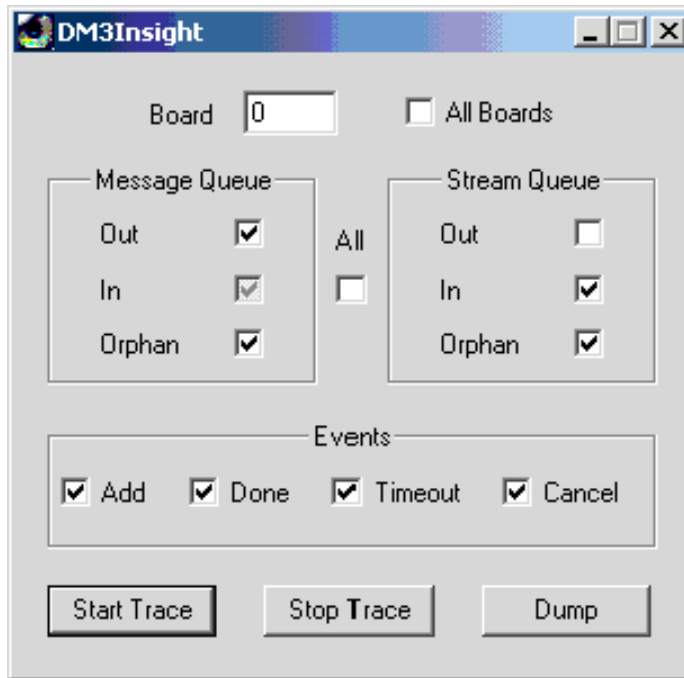 DM3Insight
Board 0 All Boards
Message Queue Stream Queue
Out All Out
In In
Orphan Orphan
Events
Add Done Timeout Cancel
Start Trace Stop Trace Dump